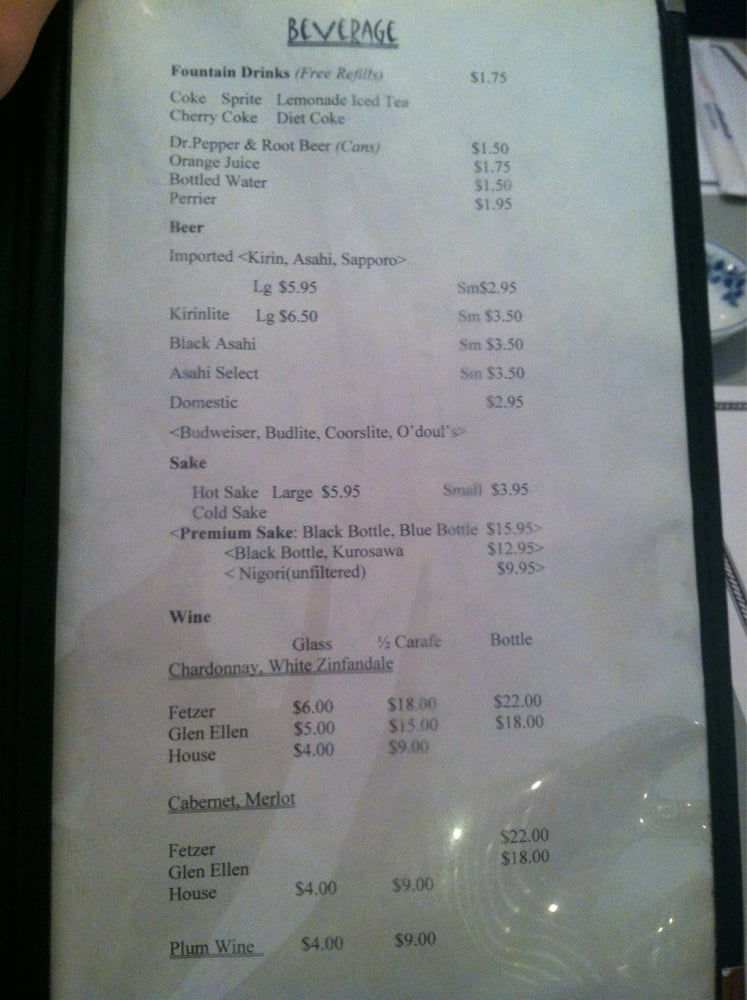 BEVERAGE
Fountain Drinks (Free Refills) $1.75
Coke Sprite Lemonade Iced Tea
Cherry Coke Diet Coke
Dr.Pepper & Root Beer (Cans) $1.50
Orange Juice $1.75
Bottled Water $1.50
Perrier $1.95
Beer
Imported <Kirin, Asahi, Sapporo>
Lg $5.95 Sm$2.95
Kirinlite Lg $6.50 Sm $3.50
Black Asahi Sm $3.50
Asahi Select Sm $3.50
Domestic $2.95
<Budweiser, Budlite, Coorslite, O'doul's>
Sake
Hot Sake Large $5.95 Small $3.95
Cold Sake
<Premium Sake: Black Bottle, Blue Bottle $15.95>
<Black Bottle, Kurosawa $12.95>
< Nigori(unfiltered) $9.95>
Wine
Glass ½ Carafe Bottle
Chardonnay, White Zinfandale
Fetzer $6.00 $18.00 $22.00
Glen Ellen $5.00 $15.00 $18.00
House $4.00 $9.00
Cabernet, Merlot
Fetzer $22.00
Glen Ellen $18.00
House $4.00 $9.00
Plum Wine $4.00 $9.00